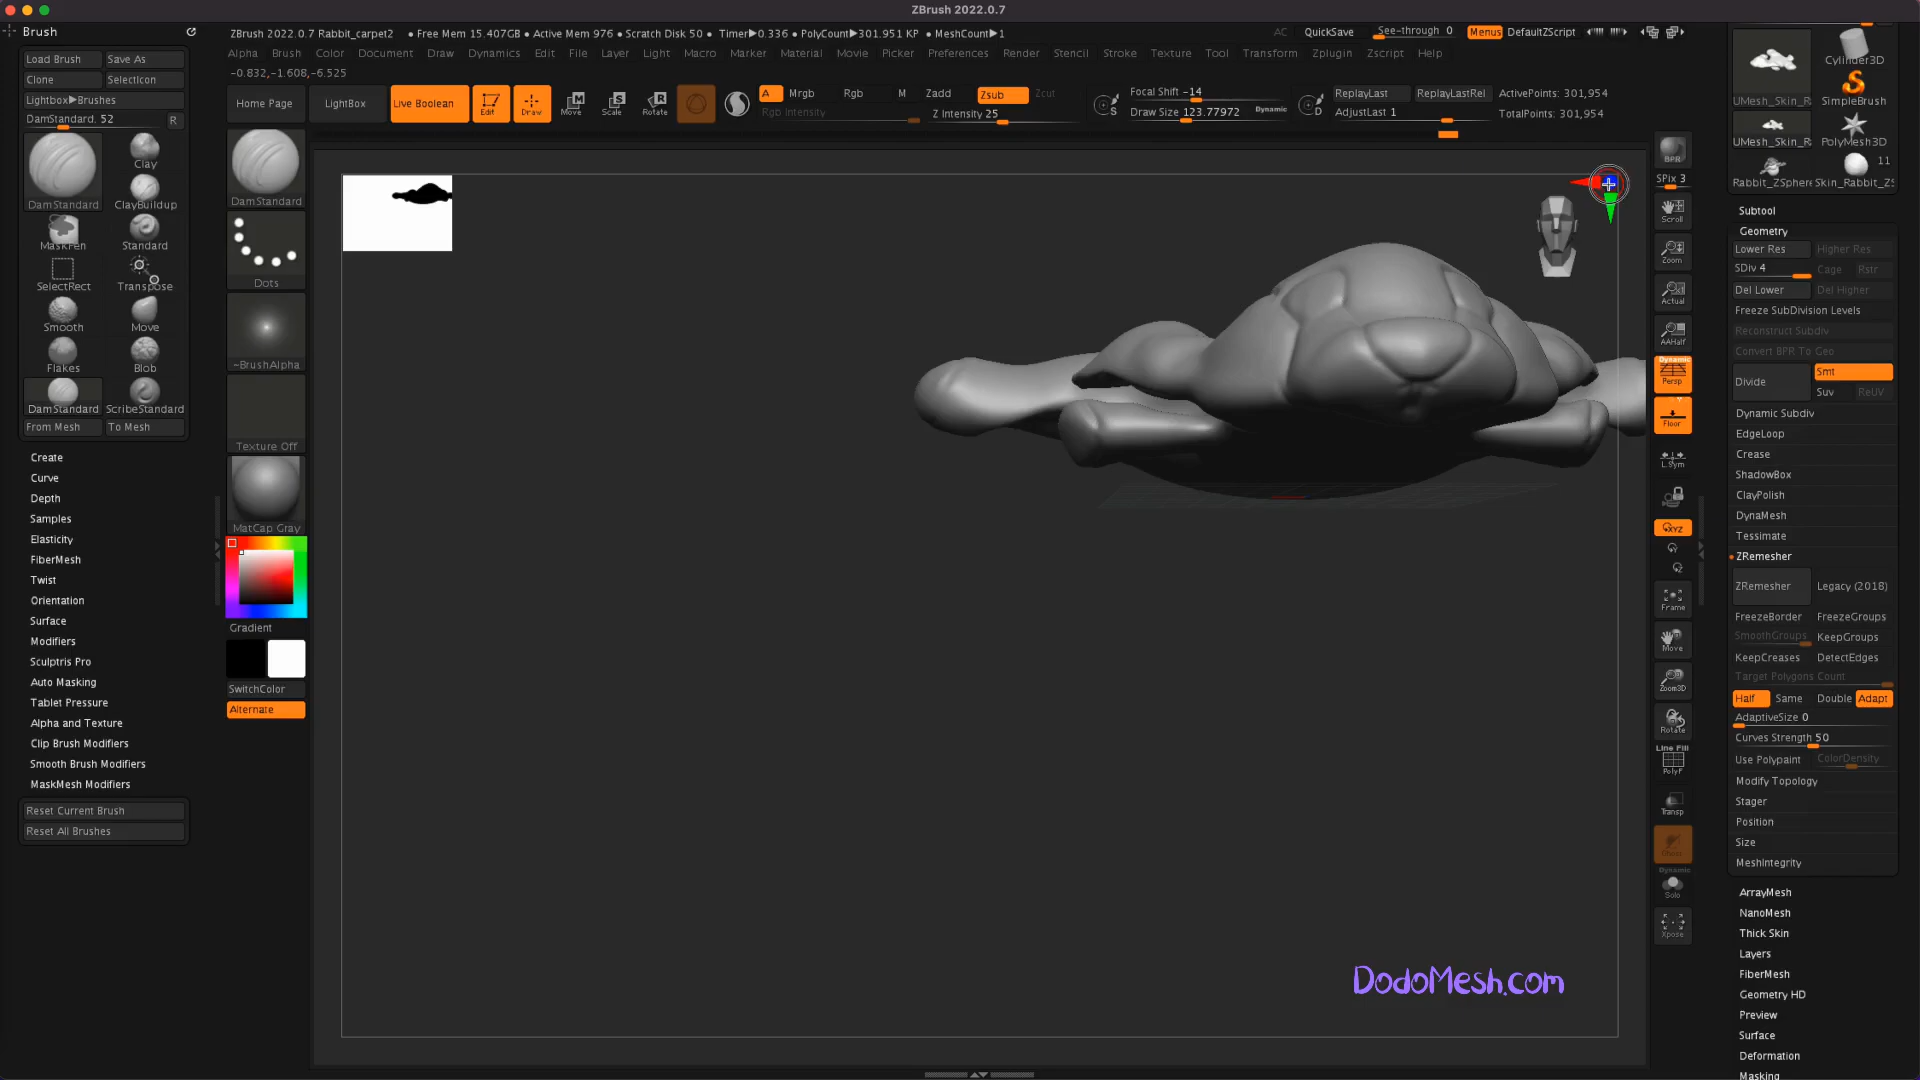 ZBrush 2022.0.7
Brush
ZBrush 2022.0.7 Rabbit_carpet2 • Free Mem 15.407GB • Active Mem 976 • Scratch Disk 50 • Timer▶0.336 • PolyCount▶301.951 KP • MeshCount▶1
AC QuickSave See-through 0 Menus DefaultZScript
Load Brush Save As
Alpha Brush Color Document Draw Dynamics Edit File Layer Light Macro Marker Material Movie Picker Preferences Render Stencil Stroke Texture Tool Transform Zplugin Zscript Help
Clone SelectIcon
-0.832,-1.608,-6.525
Lightbox▶Brushes
DamStandard. 52 R
Home Page LightBox Live Boolean Edit Draw Move Scale Rotate
A Mrgb Rgb M Zadd Zsub Zcut
Rgb Intensity Z Intensity 25
Focal Shift -14
Draw Size 123.77972 Dynamic
ReplayLast ReplayLastRel ActivePoints: 301,954
AdjustLast 1 TotalPoints: 301,954
DamStandard
Clay
ClayBuildup
MaskPen Standard
SelectRect Transpose
Smooth Move
Flakes Blob
DamStandard ScribeStandard
From Mesh To Mesh
Create
Curve
Depth
Samples
Elasticity
FiberMesh
Twist
Orientation
Surface
Modifiers
Sculptris Pro
Auto Masking
Tablet Pressure
Alpha and Texture
Clip Brush Modifiers
Smooth Brush Modifiers
MaskMesh Modifiers
Reset Current Brush
Reset All Brushes
DamStandard
Dots
~BrushAlpha
Texture Off
MatCap Gray
Gradient
SwitchColor
Alternate
DodoMesh.com
BPR
SPix 3
Scroll
Zoom
Actual
AAHalf
Dynamic
Persp
Floor
L.Sym
XYZ
Frame
Move
Zoom3D
Rotate
Line Fill
PolyF
Transp
Dynamic
Solo
Xpose
Cylinder3D
UMesh_Skin_R SimpleBrush
UMesh_Skin_R PolyMesh3D
11
Rabbit_ZSphere Skin_Rabbit_ZS
Subtool
Geometry
Lower Res Higher Res
SDiv 4 Cage Rstr
Del Lower Del Higher
Freeze SubDivision Levels
Reconstruct Subdiv
Convert BPR To Geo
Divide Smt
Suv ReUV
Dynamic Subdiv
EdgeLoop
Crease
ShadowBox
ClayPolish
DynaMesh
Tessimate
ZRemesher
ZRemesher Legacy (2018)
FreezeBorder FreezeGroups
SmoothGroups KeepGroups
KeepCreases DetectEdges
Target Polygons Count
Half Same Double Adapt
AdaptiveSize 0
Curves Strength 50
Use Polypaint ColorDensity
Modify Topology
Stager
Position
Size
MeshIntegrity
ArrayMesh
NanoMesh
Thick Skin
Layers
FiberMesh
Geometry HD
Preview
Surface
Deformation
Masking